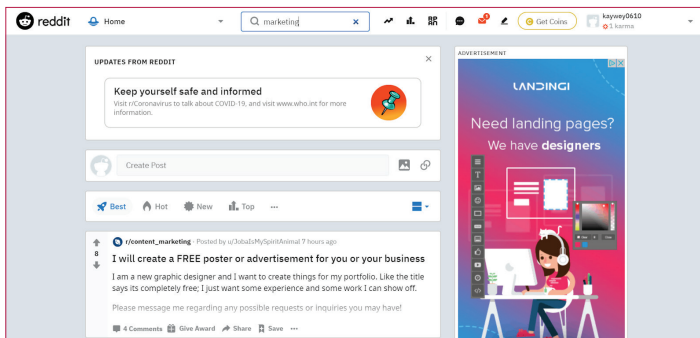 reddit
Home
marketing
Get Coins
kaywey0610
1 karma
UPDATES FROM REDDIT
Keep yourself safe and informed
Visit r/Coronavirus to talk about COVID-19, and visit www.who.int for more
information.
Create Post
Best
Hot
New
Top
8
r/content_marketing · Posted by u/JobaIsMySpiritAnimal 7 hours ago
I will create a FREE poster or advertisement for you or your business
I am a new graphic designer and I want to create things for my portfolio. Like the title
says its completely free; I just want some experience and some work I can show off.
Please message me regarding any possible requests or inquiries you may have!
4 Comments
Give Award
Share
Save
ADVERTISEMENT
LANDINGI
Need landing pages?
We have designers